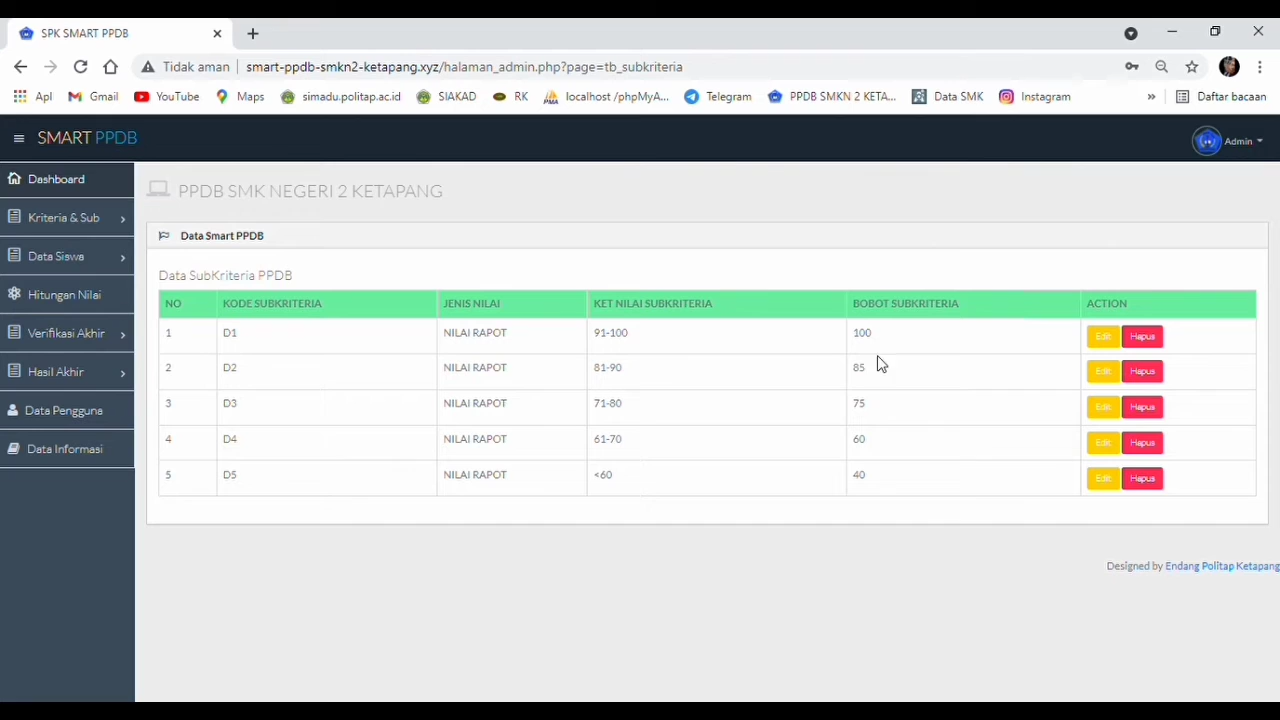 SPK SMART PPDB
Tidak aman | smart-ppdb-smkn2-ketapang.xyz/halaman_admin.php?page=tb_subkriteria
Apl Gmail YouTube Maps simadu.politap.ac.id SIAKAD RK localhost /phpMyA... Telegram PPDB SMKN 2 KETA... Data SMK Instagram » Daftar bacaan
SMART PPDB Admin
Dashboard
Kriteria & Sub
Data Siswa
Hitungan Nilai
Verifikasi Akhir
Hasil Akhir
Data Pengguna
Data Informasi
PPDB SMK NEGERI 2 KETAPANG
Data Smart PPDB
Data SubKriteria PPDB
NO KODE SUBKRITERIA JENIS NILAI KET NILAI SUBKRITERIA BOBOT SUBKRITERIA ACTION
1 D1 NILAI RAPOT 91-100 100 Edit Hapus
2 D2 NILAI RAPOT 81-90 85 Edit Hapus
3 D3 NILAI RAPOT 71-80 75 Edit Hapus
4 D4 NILAI RAPOT 61-70 60 Edit Hapus
5 D5 NILAI RAPOT <60 40 Edit Hapus
Designed by Endang Politap Ketapang